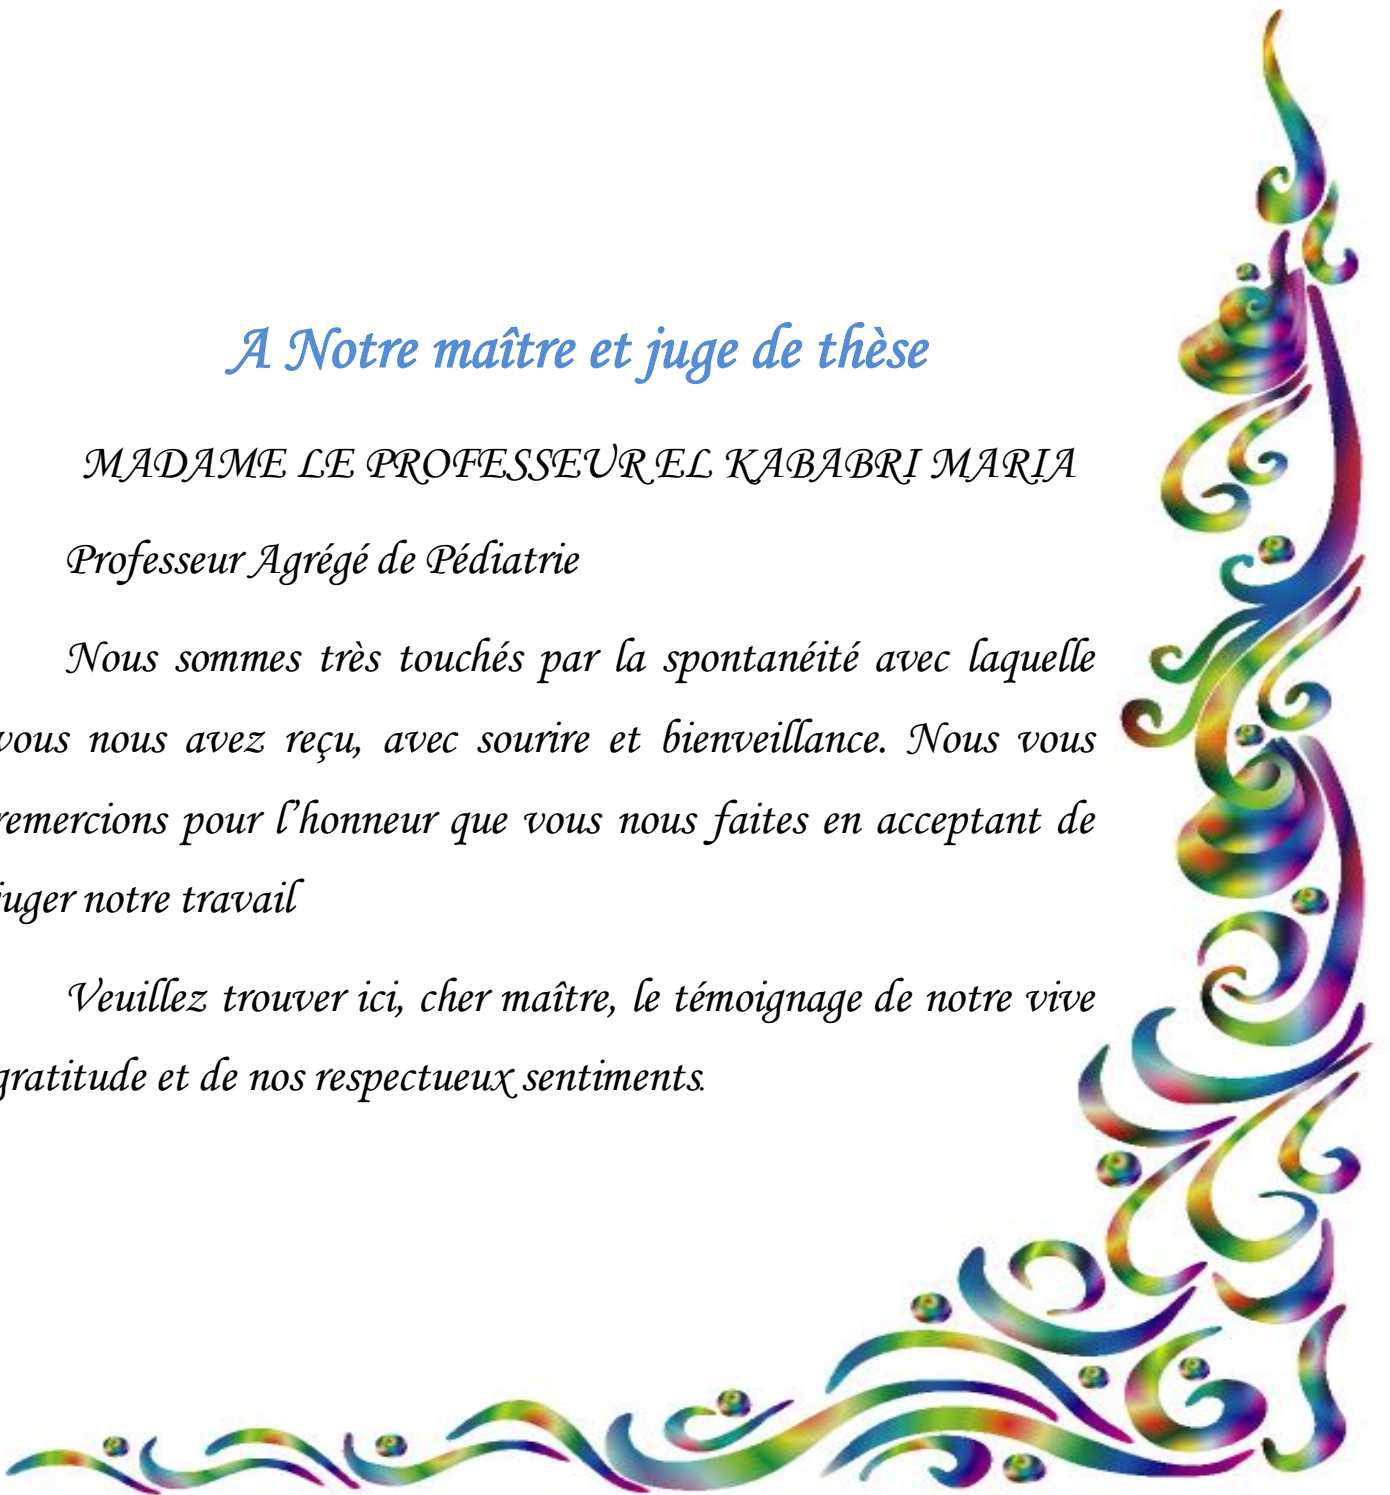 A Notre maître et juge de thèse
MADAME LE PROFESSEUR EL KABABRI MARIA
Professeur Agrégé de Pédiatrie
Nous sommes très touchés par la spontanéité avec laquelle
vous nous avez reçu, avec sourire et bienveillance. Nous vous
remercions pour l’honneur que vous nous faites en acceptant de
juger notre travail
Veuillez trouver ici, cher maître, le témoignage de notre vive
gratitude et de nos respectueux sentiments.